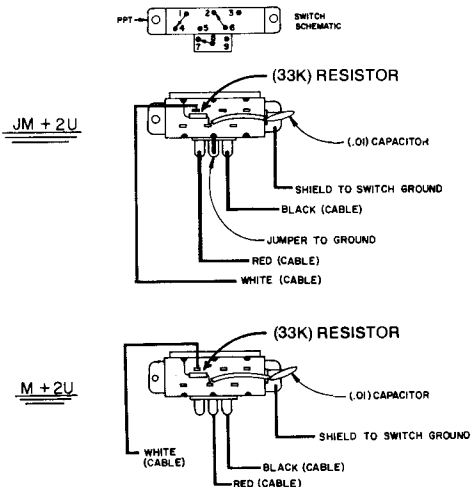 PPT
1 2 3
4 5 6
7 8 9
SWITCH
SCHEMATIC
JM + 2U
(33K) RESISTOR
(.01) CAPACITOR
SHIELD TO SWITCH GROUND
BLACK (CABLE)
JUMPER TO GROUND
RED (CABLE)
WHITE (CABLE)
M + 2U
(33K) RESISTOR
(.01) CAPACITOR
SHIELD TO SWITCH GROUND
WHITE
(CABLE)
BLACK (CABLE)
RED (CABLE)